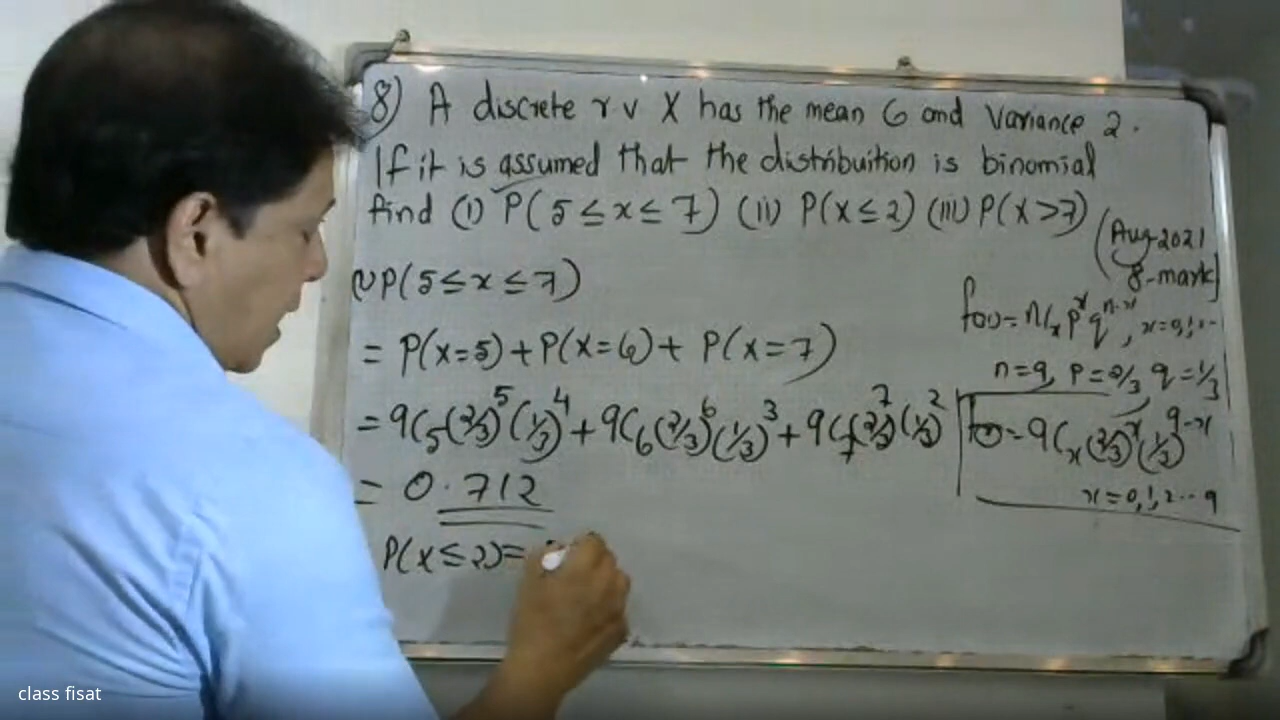 8) A discrete r v X has the mean 6 and Variance 2.
If it is assumed that the distribuition is binomial
find (i) P(5≤x≤7) (ii) P(x≤2) (iii) P(x>7)
(Aug-2021
8-mark)
(i) P(5≤x≤7)
= P(x=5)+P(x=6)+ P(x=7)
= 9C₅(2/3)⁵(1/3)⁴+9C₆(2/3)⁶(1/3)³+9C₇(2/3)⁷(1/3)²
= 0.712
P(x≤2)=
f(x)=nCₓ pˣ qⁿ⁻ˣ, x=0,1,..
n=9, P=2/3, q=1/3
f(x)=9Cₓ(2/3)ˣ(1/3)⁹⁻ˣ
x=0,1,2...9
class fisat